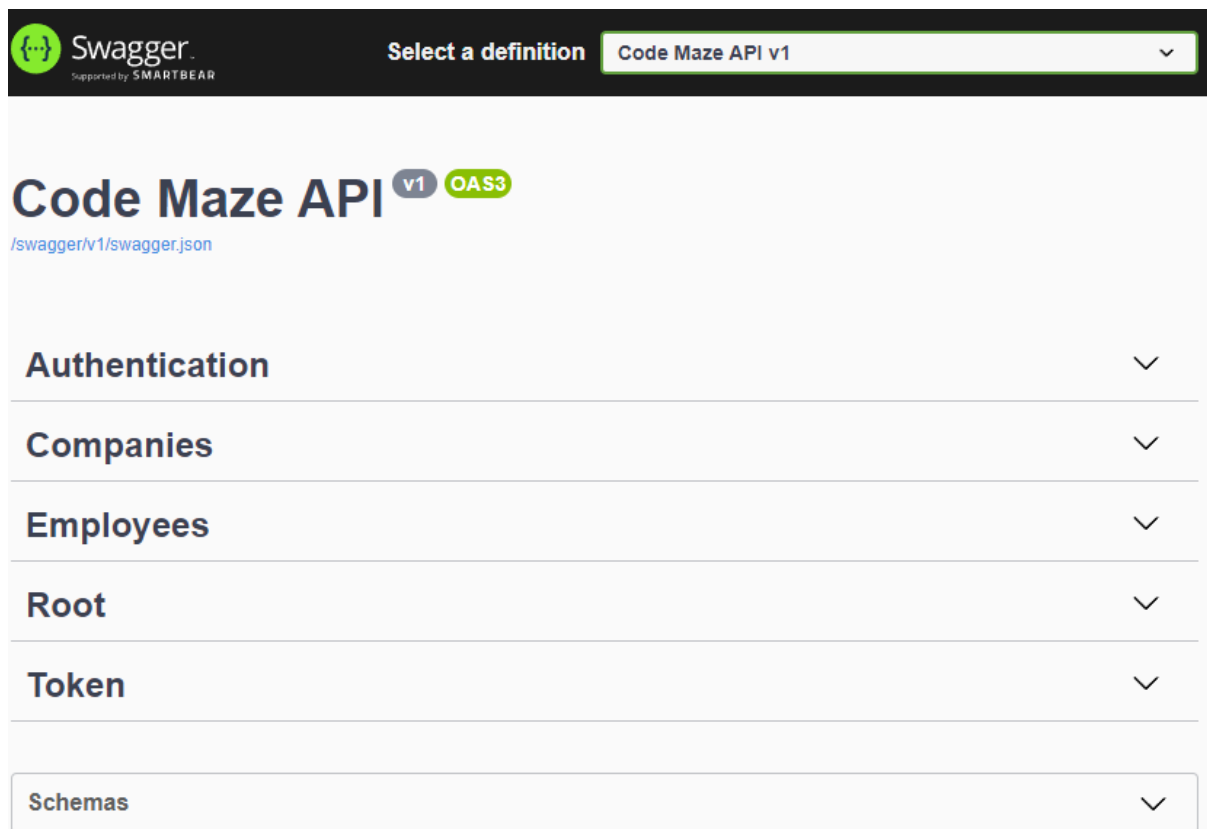 {···} Swagger.
Supported by SMARTBEAR
Select a definition
Code Maze API v1
Code Maze API v1 OAS3
/swagger/v1/swagger.json
Authentication
Companies
Employees
Root
Token
Schemas